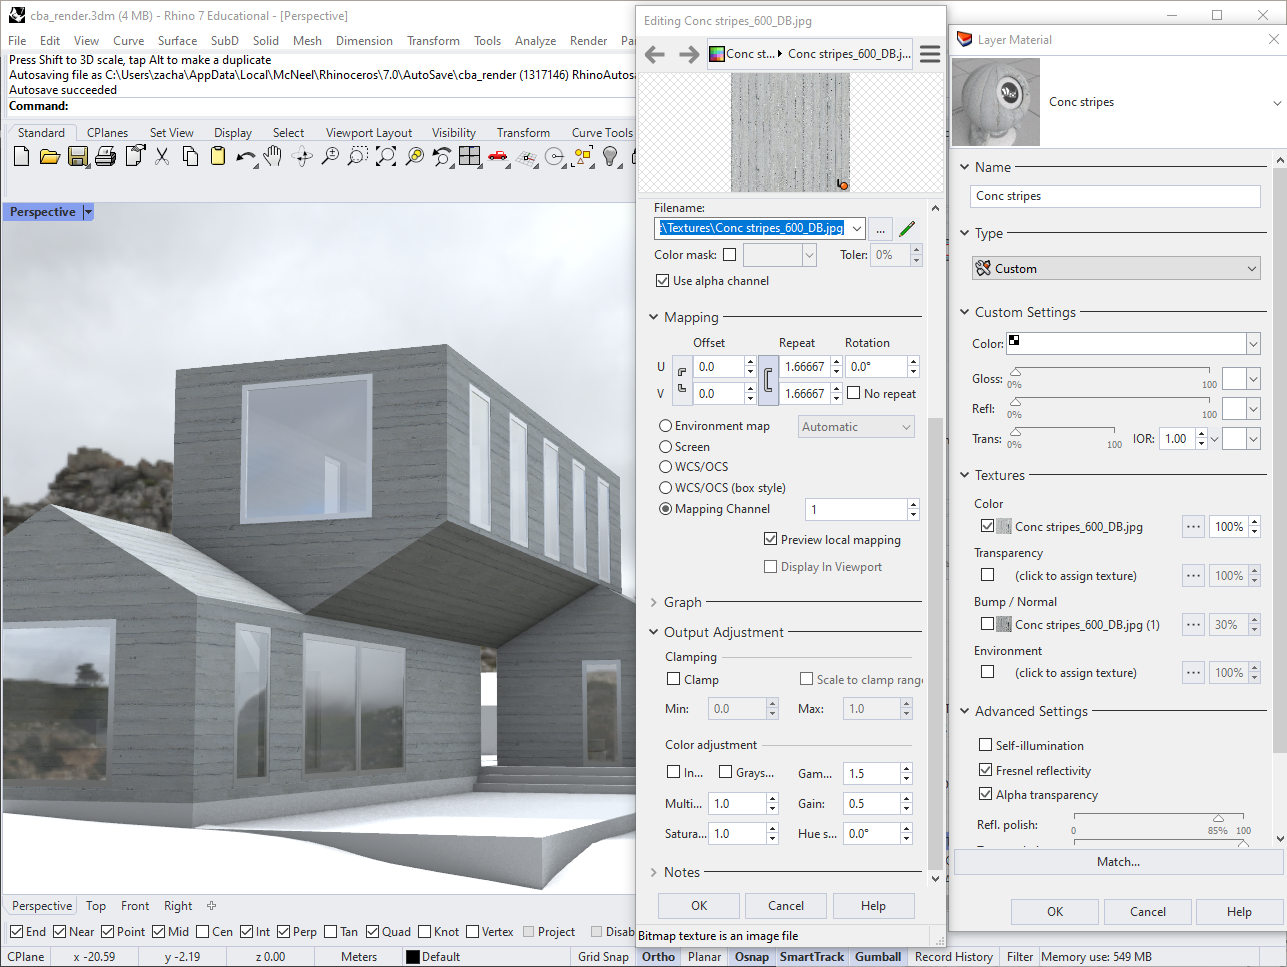 cba_render.3dm (4 MB) - Rhino 7 Educational - [Perspective]
File Edit View Curve Surface SubD Solid Mesh Dimension Transform Tools Analyze Render Pa
Press Shift to 3D scale, tap Alt to make a duplicate
Autosaving file as C:\Users\zacha\AppData\Local\McNeel\Rhinoceros\7.0\AutoSave\cba_render (1317146) RhinoAutosa
Autosave succeeded
Command:
Standard CPlanes Set View Display Select Viewport Layout Visibility Transform Curve Tools
Perspective
Perspective Top Front Right
End Near Point Mid Cen Int Perp Tan Quad Knot Vertex Project Disab
CPlane x -20.59 y -2.19 z 0.00 Meters Default Grid Snap Ortho Planar Osnap SmartTrack Gumball Record History Filter Memory use: 549 MB
Editing Conc stripes_600_DB.jpg
Conc st... Conc stripes_600_DB.j...
Filename:
:\Textures\Conc stripes_600_DB.jpg ...
Color mask: Toler: 0%
Use alpha channel
Mapping
Offset Repeat Rotation
U 0.0 1.66667 0.0°
V 0.0 1.66667 No repeat
Environment map Automatic
Screen
WCS/OCS
WCS/OCS (box style)
Mapping Channel 1
Preview local mapping
Display In Viewport
Graph
Output Adjustment
Clamping
Clamp Scale to clamp range
Min: 0.0 Max: 1.0
Color adjustment
In... Grays... Gam... 1.5
Multi... 1.0 Gain: 0.5
Satura... 1.0 Hue s... 0.0°
Notes
OK Cancel Help
Bitmap texture is an image file
Layer Material
Conc stripes
Name
Conc stripes
Type
Custom
Custom Settings
Color:
Gloss: 0% 100
Refl: 0% 100
Trans: 0% 100 IOR: 1.00
Textures
Color
Conc stripes_600_DB.jpg ... 100%
Transparency
(click to assign texture) ... 100%
Bump / Normal
Conc stripes_600_DB.jpg (1) ... 30%
Environment
(click to assign texture) ... 100%
Advanced Settings
Self-illumination
Fresnel reflectivity
Alpha transparency
Refl. polish: 0 85% 100
Match...
OK Cancel Help